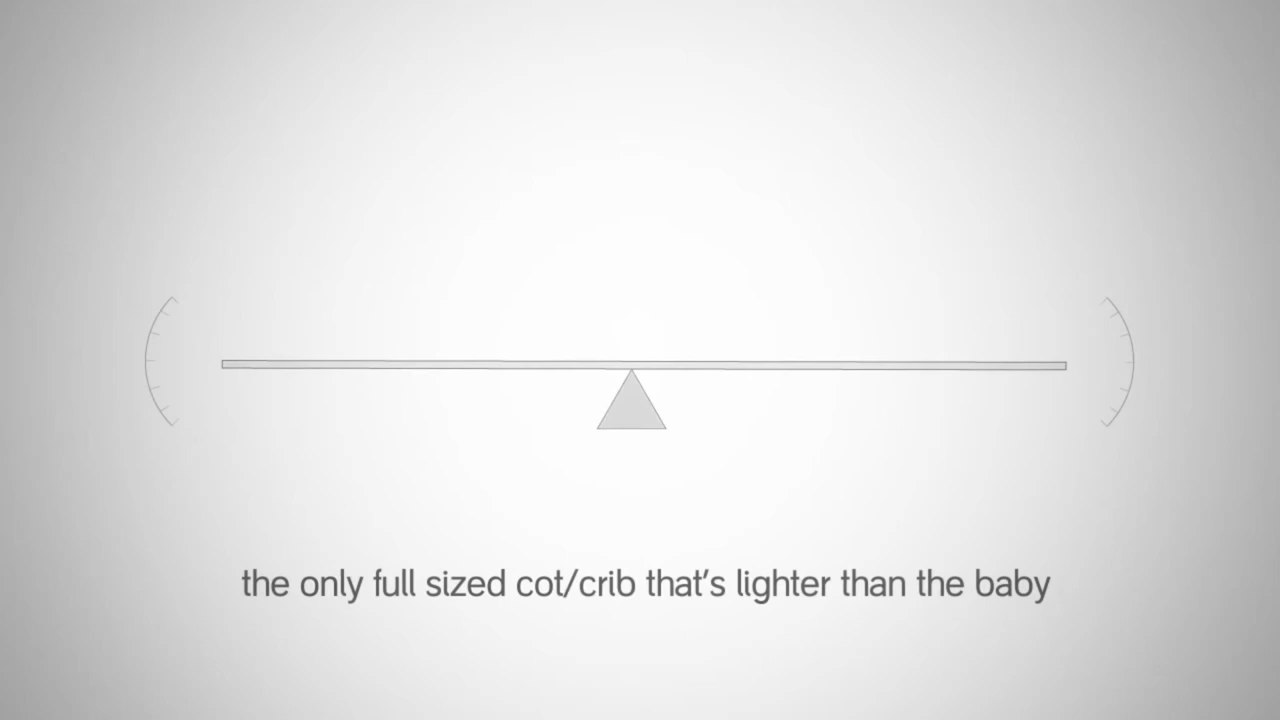 the only full sized cot/crib that's lighter than the baby